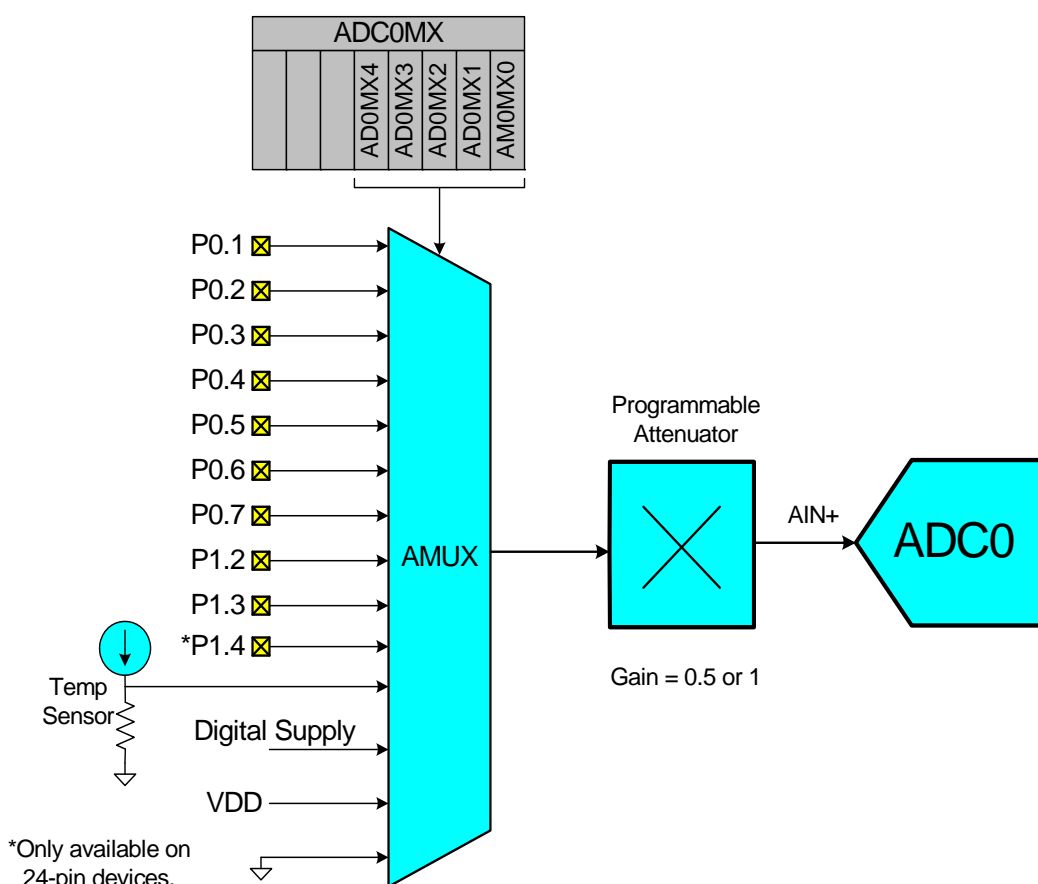 ADC0MX
AD0MX4
AD0MX3
AD0MX2
AD0MX1
AM0MX0
P0.1
P0.2
P0.3
P0.4
P0.5
P0.6
P0.7
P1.2
P1.3
*P1.4
Temp
Sensor
Digital Supply
VDD
*Only available on
24-pin devices.
AMUX
Programmable
Attenuator
Gain = 0.5 or 1
AIN+
ADC0